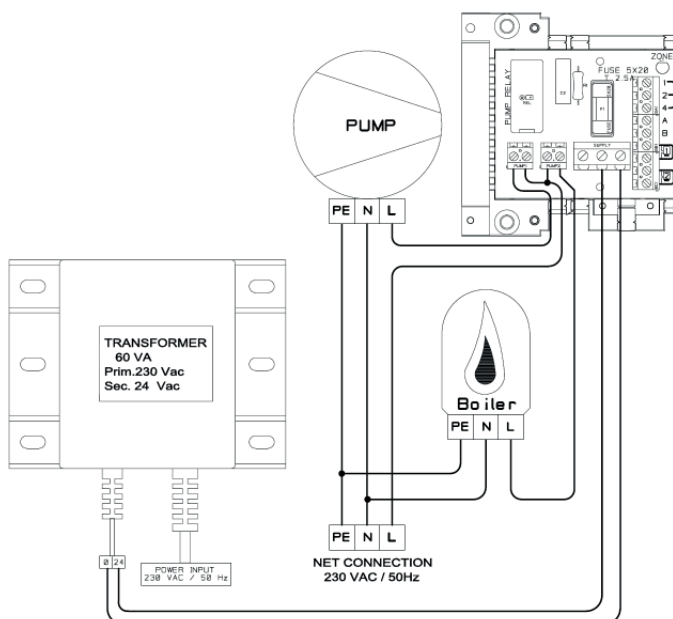 ZONE
FUSE 5X20
2.5A
PUMP RELAY
REL
F1
1
2
4
A
B
SUPPLY
PUMP1
PUMP2
PUMP
PE N L
TRANSFORMER
60 VA
Prim.230 Vac
Sec. 24 Vac
Boiler
PE N L
PE N L
NET CONNECTION
230 VAC / 50Hz
0 24
POWER INPUT
230 VAC / 50 Hz